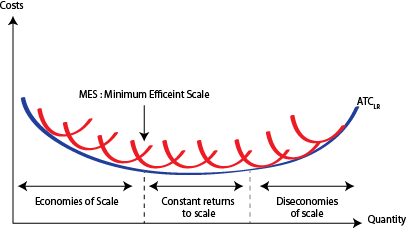 Costs
MES : Minimum Efficeint Scale
ATCLR
Economies of Scale
Constant returns
to scale
Diseconomies
of scale
Quantity